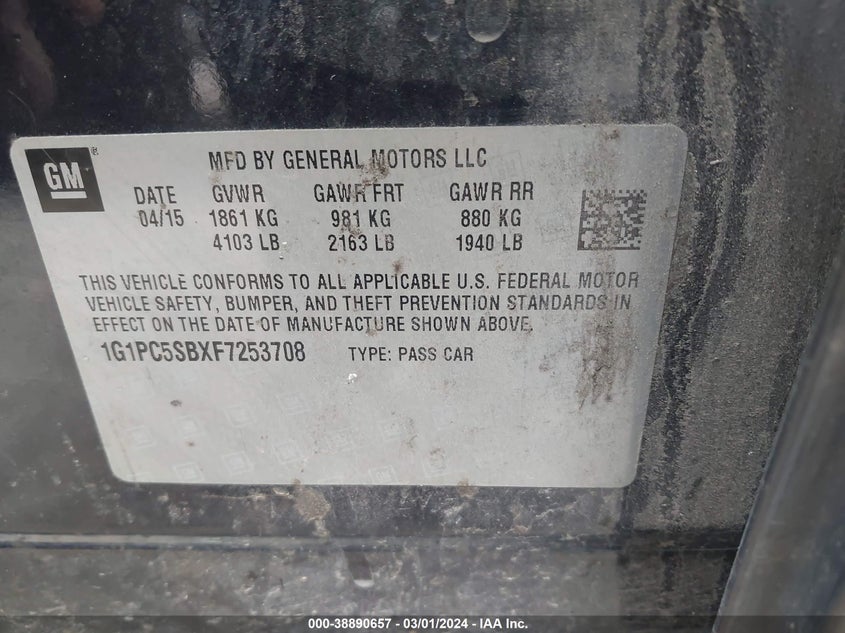 GM
®
MFD BY GENERAL MOTORS LLC
DATE GVWR GAWR FRT GAWR RR
04/15 1861 KG 981 KG 880 KG
4103 LB 2163 LB 1940 LB
THIS VEHICLE CONFORMS TO ALL APPLICABLE U.S. FEDERAL MOTOR
VEHICLE SAFETY, BUMPER, AND THEFT PREVENTION STANDARDS IN
EFFECT ON THE DATE OF MANUFACTURE SHOWN ABOVE.
1G1PC5SBXF7253708 TYPE: PASS CAR
000-38890657 - 03/01/2024 - IAA Inc.